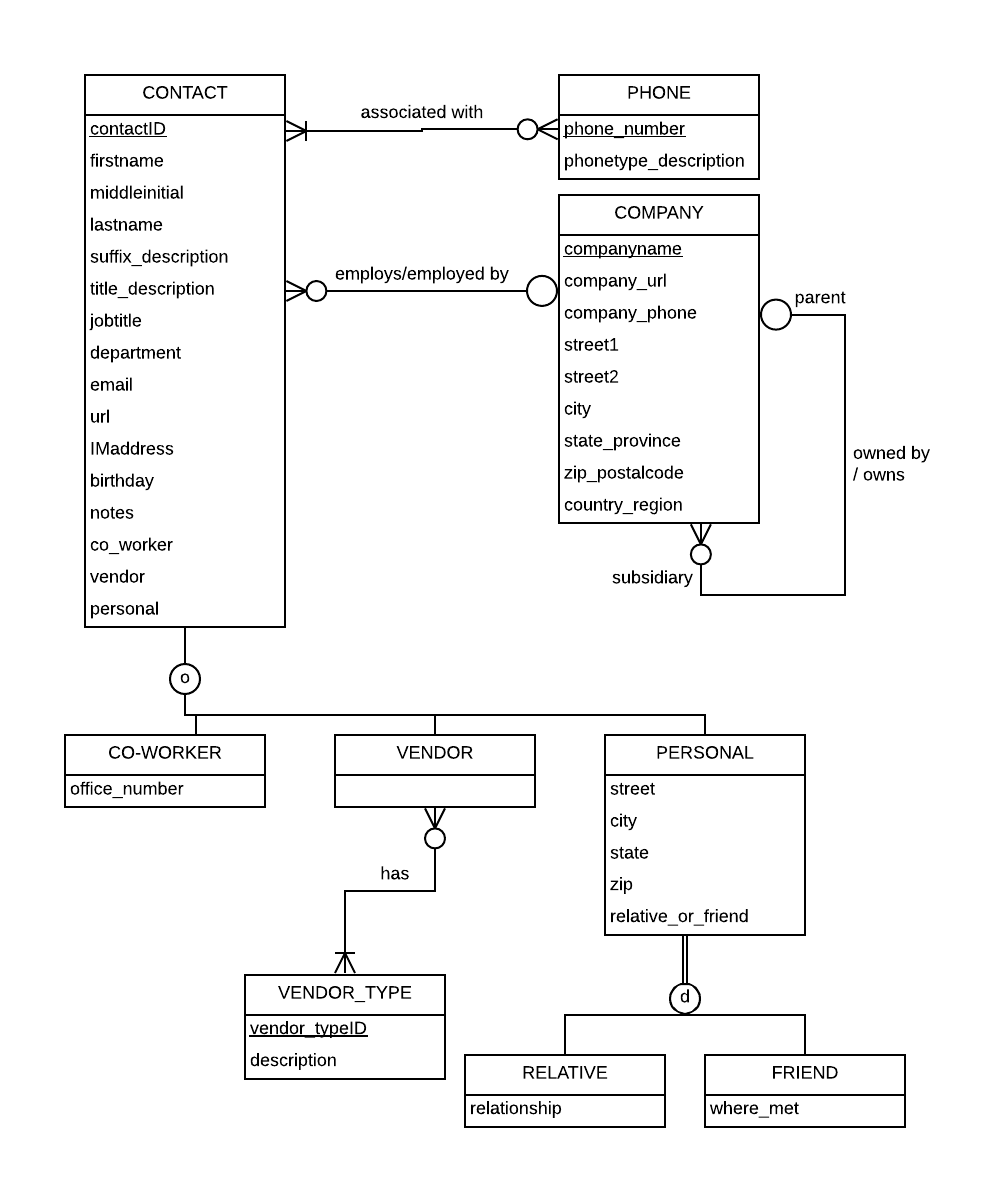 CONTACT
contactID
firstname
middleinitial
lastname
suffix_description
title_description
jobtitle
department
email
url
IMaddress
birthday
notes
co_worker
vendor
personal
associated with
PHONE
phone_number
phonetype_description
employs/employed by
COMPANY
companyname
company_url
company_phone
street1
street2
city
state_province
zip_postalcode
country_region
parent
owned by
/ owns
subsidiary
o
CO-WORKER
office_number
VENDOR
has
VENDOR_TYPE
vendor_typeID
description
PERSONAL
street
city
state
zip
relative_or_friend
d
RELATIVE
relationship
FRIEND
where_met